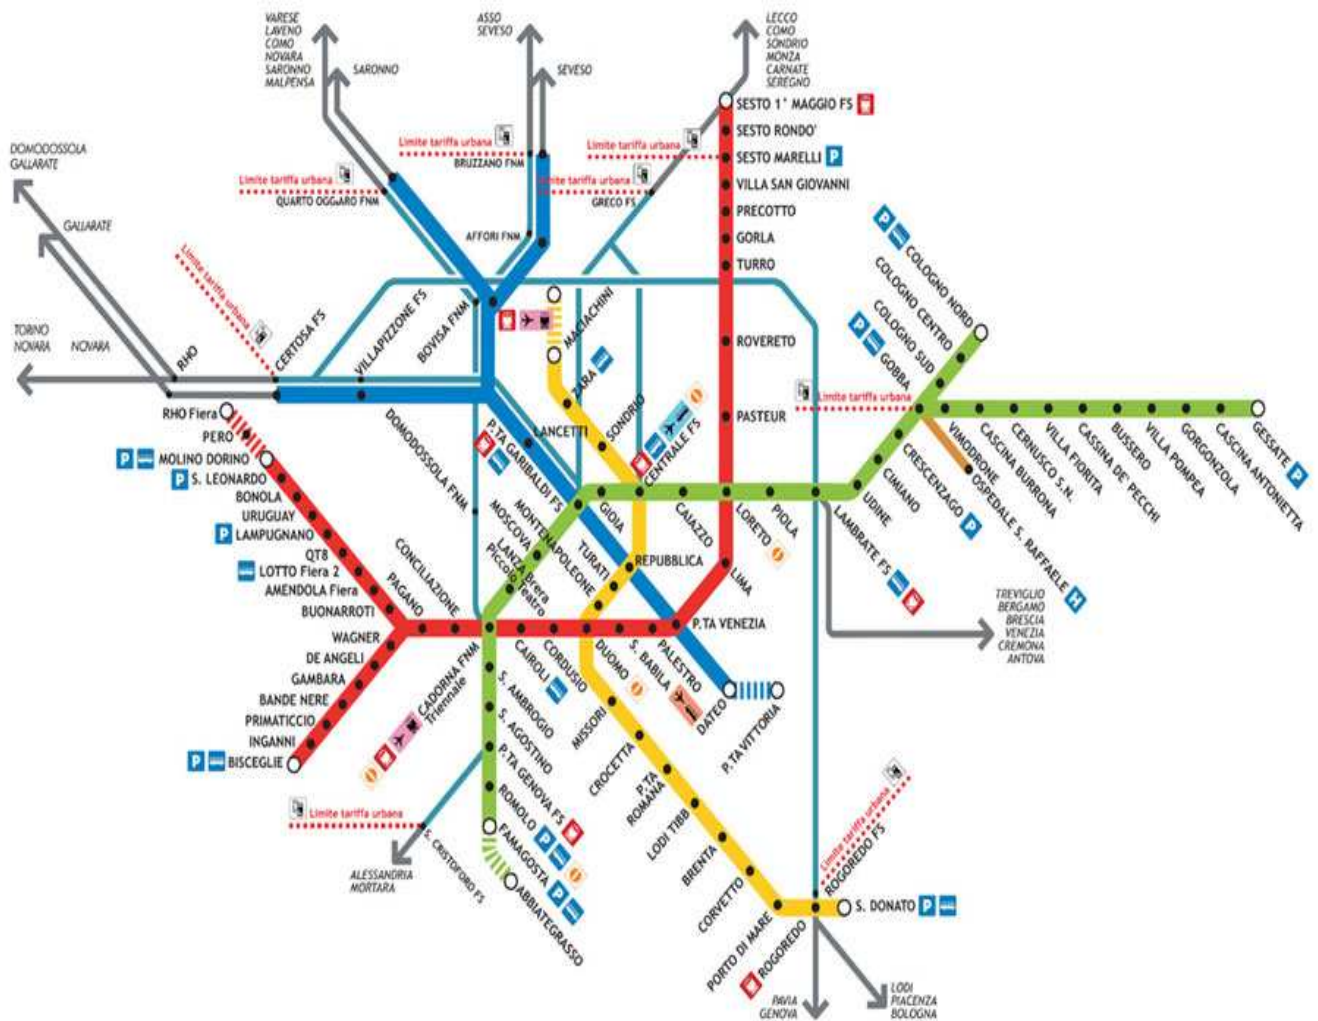 VARESE
LAVENO
COMO
NOVARA
SARONNO
MALPENSA
SARONNO
ASSO
SEVESO
SEVESO
LECCO
COMO
SONDRIO
MONZA
CARNATE
SEREGNO
DOMODOSSOLA
GALLARATE
GALLARATE
TORINO
NOVARA
NOVARA
RHO
Limite tariffa urbana
CERTOSA FS
VILLAPIZZONE FS
Limite tariffa urbana
QUARTO OGGIARO FNM
BOVISA FNM
Limite tariffa urbana
BRUZZANO FNM
AFFORI FNM
Limite tariffa urbana
GRECO FS
Limite tariffa urbana
SESTO 1° MAGGIO FS
SESTO RONDO'
SESTO MARELLI P
VILLA SAN GIOVANNI
PRECOTTO
GORLA
TURRO
ROVERETO
PASTEUR
LORETO
LIMA
P.TA VENEZIA
PALESTRO
S. BABILA
DUOMO
CORDUSIO
CAIROLI
CADORNA FNM
Triennale
CONCILIAZIONE
PAGANO
RHO Fiera
PERO
P MOLINO DORINO
P S. LEONARDO
BONOLA
URUGUAY
P LAMPUGNANO
QT8
LOTTO Fiera 2
AMENDOLA Fiera
BUONARROTI
WAGNER
DE ANGELI
GAMBARA
BANDE NERE
PRIMATICCIO
INGANNI
P BISCEGLIE
MACIACHINI
ZARA
SONDRIO
CENTRALE FS
REPUBBLICA
TURATI
MONTENAPOLEONE
MISSORI
CROCETTA
P.TA
ROMANA
LODI TIBB
BRENTA
CORVETTO
PORTO DI MARE
ROGOREDO
S. DONATO P
Limite tariffa urbana
ROGOREDO FS
DOMODOSSOLA FNM
LANCETTI
P.TA GARIBALDI FS
DATEO
P.TA VITTORIA
P COLOGNO NORD
COLOGNO CENTRO
COLOGNO SUD
P GOBBA
Limite tariffa urbana
VIMODRONE
CASCINA BURRONA
CERNUSCO S.N.
VILLA FIORITA
CASSINA DE' PECCHI
BUSSERO
VILLA POMPEA
GORGONZOLA
CASCINA ANTONIETTA
GESSATE P
OSPEDALE S. RAFFAELE H
CRESCENZAGO P
CIMIANO
UDINE
LAMBRATE FS
PIOLA
CAIAZZO
GIOIA
MOSCOVA
LANZA Brera
Piccolo Teatro
S. AMBROGIO
S. AGOSTINO
P.TA GENOVA FS
ROMOLO P
FAMAGOSTA P
ABBIATEGRASSO
Limite tariffa urbana
S. CRISTOFORO FS
ALESSANDRIA
MORTARA
TREVIGLIO
BERGAMO
BRESCIA
VENEZIA
CREMONA
ANTOVA
PAVIA
GENOVA
LODI
PIACENZA
BOLOGNA